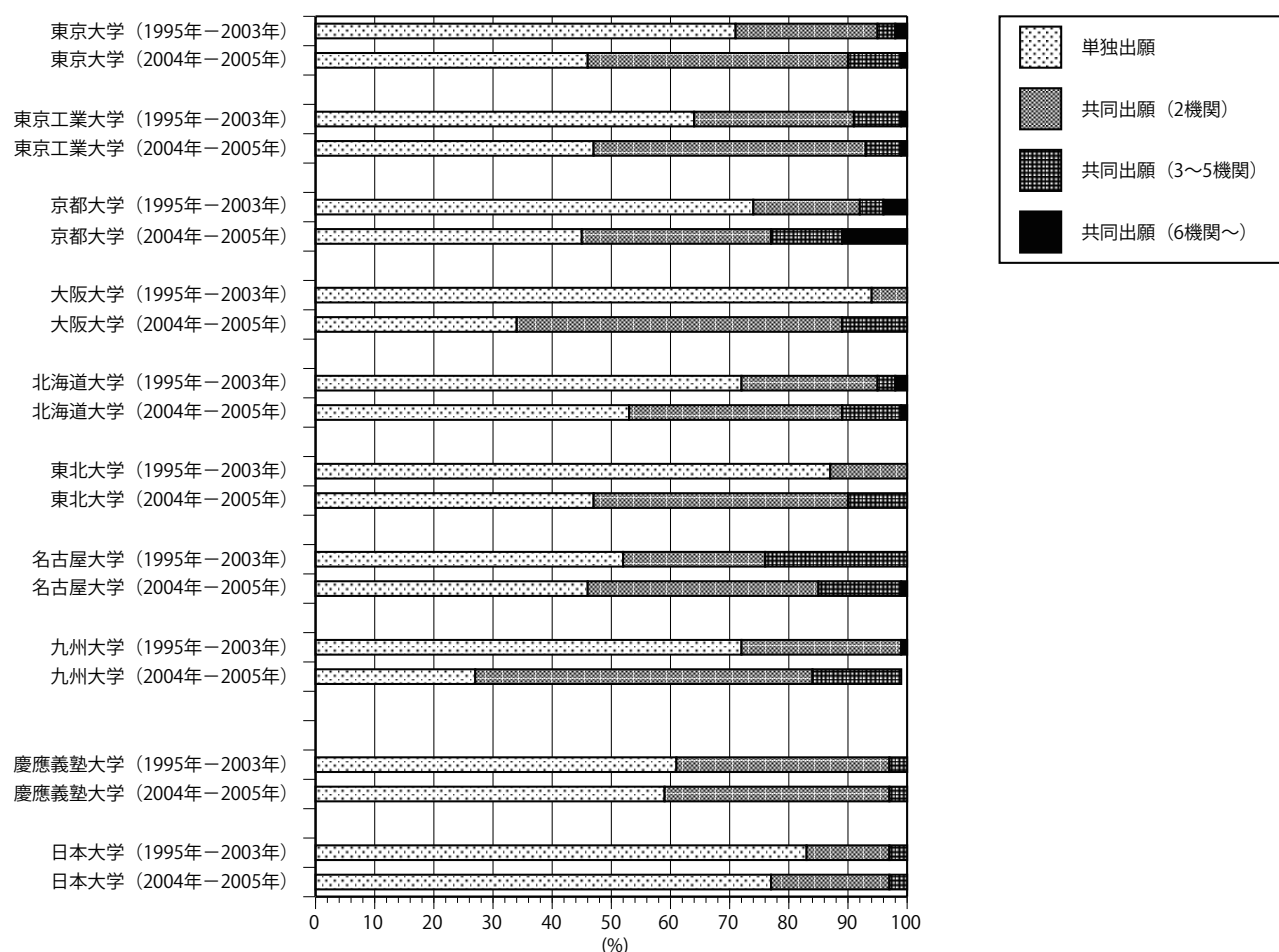 東京大学（1995年－2003年）
東京大学（2004年－2005年）
東京工業大学（1995年－2003年）
東京工業大学（2004年－2005年）
京都大学（1995年－2003年）
京都大学（2004年－2005年）
大阪大学（1995年－2003年）
大阪大学（2004年－2005年）
北海道大学（1995年－2003年）
北海道大学（2004年－2005年）
東北大学（1995年－2003年）
東北大学（2004年－2005年）
名古屋大学（1995年－2003年）
名古屋大学（2004年－2005年）
九州大学（1995年－2003年）
九州大学（2004年－2005年）
慶應義塾大学（1995年－2003年）
慶應義塾大学（2004年－2005年）
日本大学（1995年－2003年）
日本大学（2004年－2005年）
0 10 20 30 40 50 60 70 80 90 100
(%)
単独出願
共同出願（2機関）
共同出願（3〜5機関）
共同出願（6機関〜）